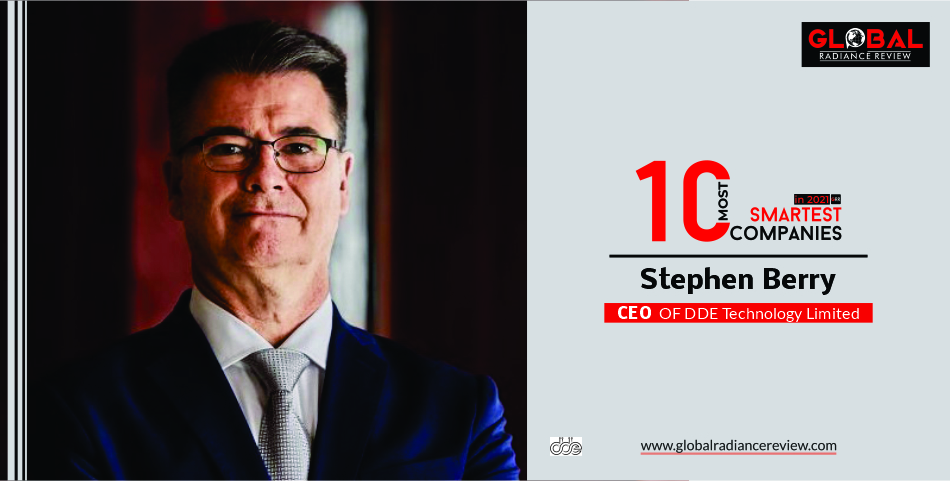 GLOBAL
RADIANCE REVIEW
10 MOST
in 2021
SMARTEST
COMPANIES
Stephen Berry
CEO OF DDE Technology Limited
dde
www.globalradiancereview.com